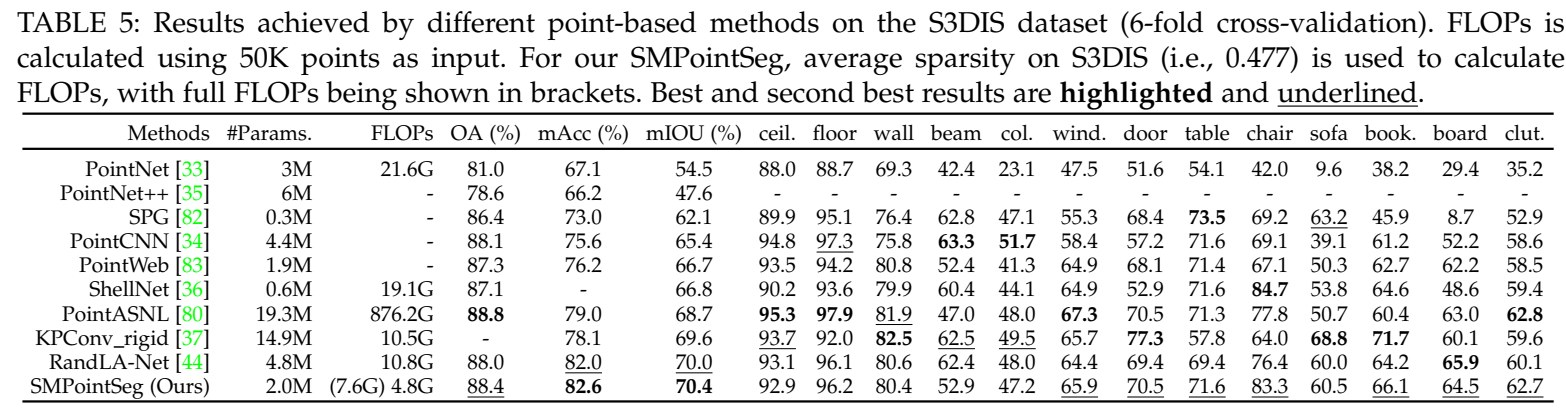 TABLE 5: Results achieved by different point-based methods on the S3DIS dataset (6-fold cross-validation). FLOPs is
calculated using 50K points as input. For our SMPointSeg, average sparsity on S3DIS (i.e., 0.477) is used to calculate
FLOPs, with full FLOPs being shown in brackets. Best and second best results are highlighted and underlined.
Methods #Params. FLOPs OA (%) mAcc (%) mIOU (%) ceil. floor wall beam col. wind. door table chair sofa book. board clut.
PointNet [33] 3M 21.6G 81.0 67.1 54.5 88.0 88.7 69.3 42.4 23.1 47.5 51.6 54.1 42.0 9.6 38.2 29.4 35.2
PointNet++ [35] 6M - 78.6 66.2 47.6 - - - - - - - - - - - - -
SPG [82] 0.3M - 86.4 73.0 62.1 89.9 95.1 76.4 62.8 47.1 55.3 68.4 73.5 69.2 63.2 45.9 8.7 52.9
PointCNN [34] 4.4M - 88.1 75.6 65.4 94.8 97.3 75.8 63.3 51.7 58.4 57.2 71.6 69.1 39.1 61.2 52.2 58.6
PointWeb [83] 1.9M - 87.3 76.2 66.7 93.5 94.2 80.8 52.4 41.3 64.9 68.1 71.4 67.1 50.3 62.7 62.2 58.5
ShellNet [36] 0.6M 19.1G 87.1 - 66.8 90.2 93.6 79.9 60.4 44.1 64.9 52.9 71.6 84.7 53.8 64.6 48.6 59.4
PointASNL [80] 19.3M 876.2G 88.8 79.0 68.7 95.3 97.9 81.9 47.0 48.0 67.3 70.5 71.3 77.8 50.7 60.4 63.0 62.8
KPConv_rigid [37] 14.9M 10.5G - 78.1 69.6 93.7 92.0 82.5 62.5 49.5 65.7 77.3 57.8 64.0 68.8 71.7 60.1 59.6
RandLA-Net [44] 4.8M 10.8G 88.0 82.0 70.0 93.1 96.1 80.6 62.4 48.0 64.4 69.4 69.4 76.4 60.0 64.2 65.9 60.1
SMPointSeg (Ours) 2.0M (7.6G) 4.8G 88.4 82.6 70.4 92.9 96.2 80.4 52.9 47.2 65.9 70.5 71.6 83.3 60.5 66.1 64.5 62.7